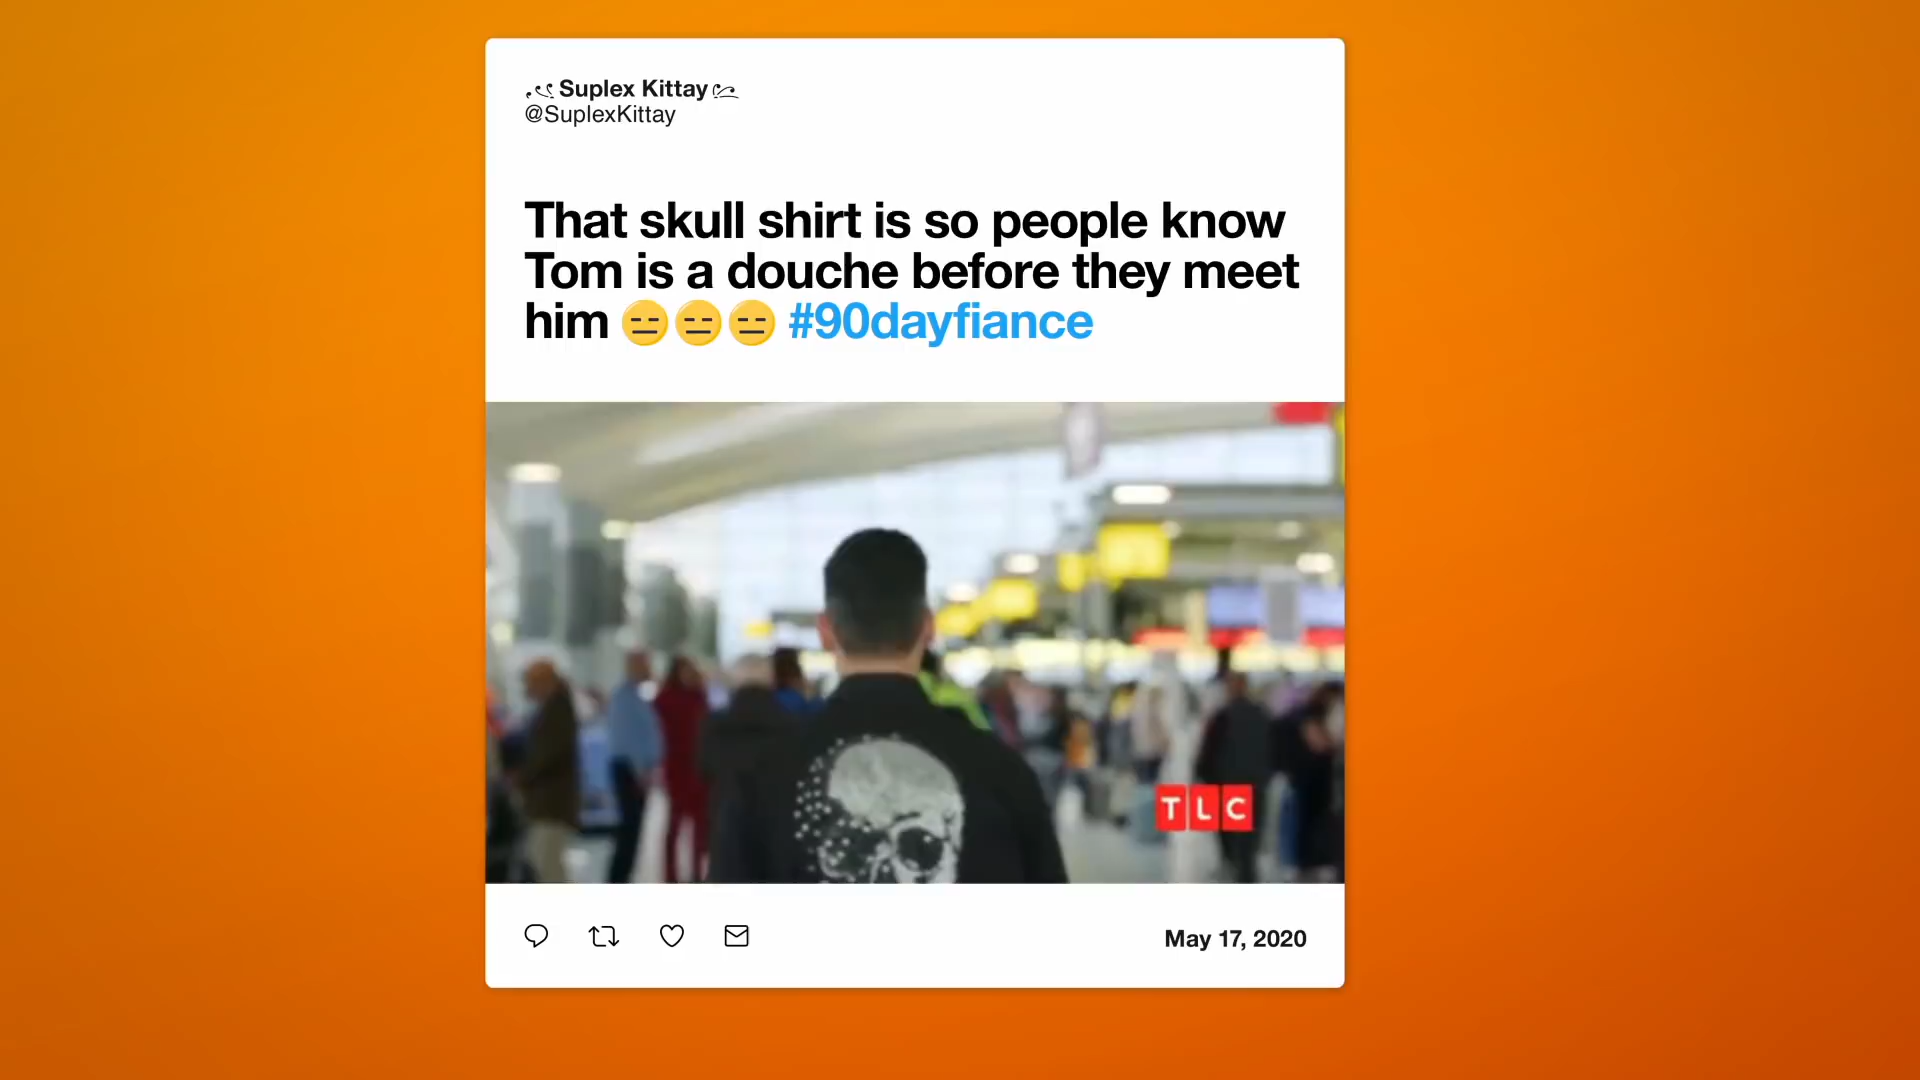 Suplex Kittay
@SuplexKittay
That skull shirt is so people know
Tom is a douche before they meet
him 😑😑😑 #90dayfiance
TLC
May 17, 2020